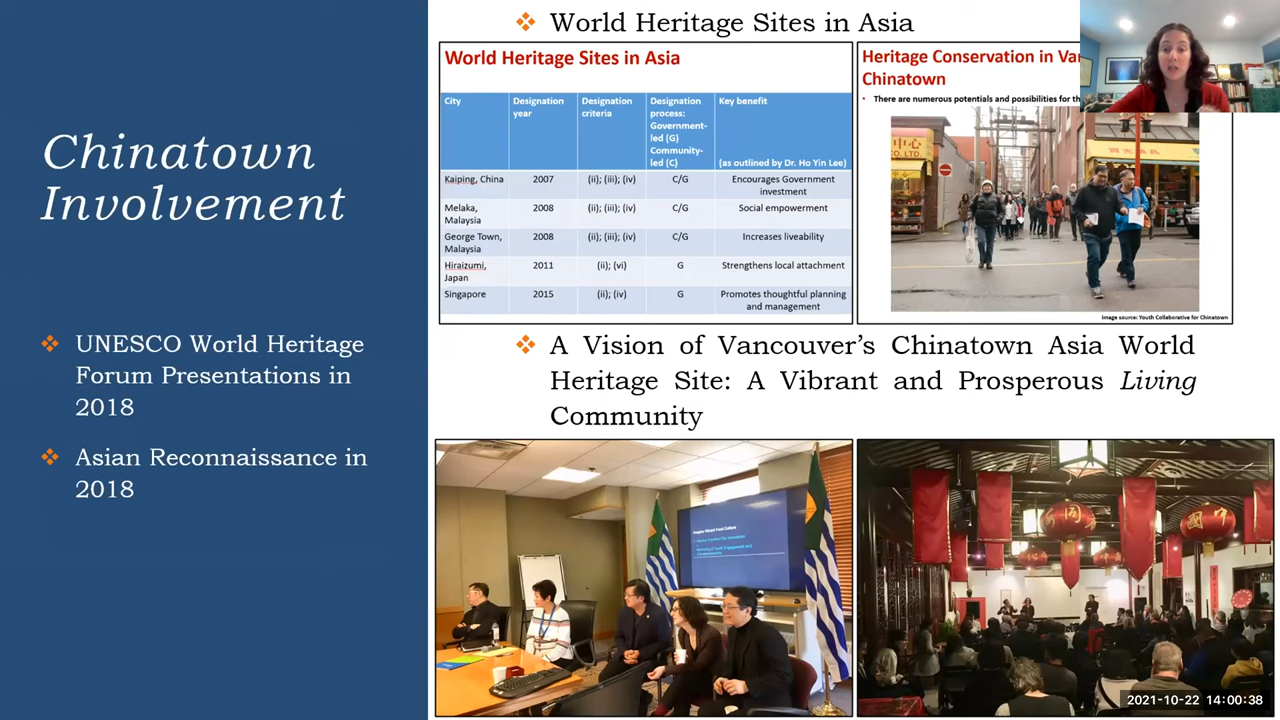 Chinatown
Involvement
❖ UNESCO World Heritage
Forum Presentations in
2018
❖ Asian Reconnaissance in
2018
❖ World Heritage Sites in Asia
World Heritage Sites in Asia
City | Designation year | Designation criteria | Designation process: Government-led (G) Community-led (C) | Key benefit (as outlined by Dr. Ho Yin Lee)
Kaiping, China | 2007 | (ii); (iii); (iv) | C/G | Encourages Government investment
Melaka, Malaysia | 2008 | (ii); (iii); (iv) | C/G | Social empowerment
George Town, Malaysia | 2008 | (ii); (iii); (iv) | C/G | Increases liveability
Hiraizumi, Japan | 2011 | (ii); (vi) | G | Strengthens local attachment
Singapore | 2015 | (ii); (iv) | G | Promotes thoughtful planning and management
Heritage Conservation in Va
Chinatown
• There are numerous potentials and possibilities for th
Image source: Youth Collaborative for Chinatown
❖ A Vision of Vancouver's Chinatown Asia World
Heritage Site: A Vibrant and Prosperous Living
Community
同
中
國
2021-10-22 14:00:38